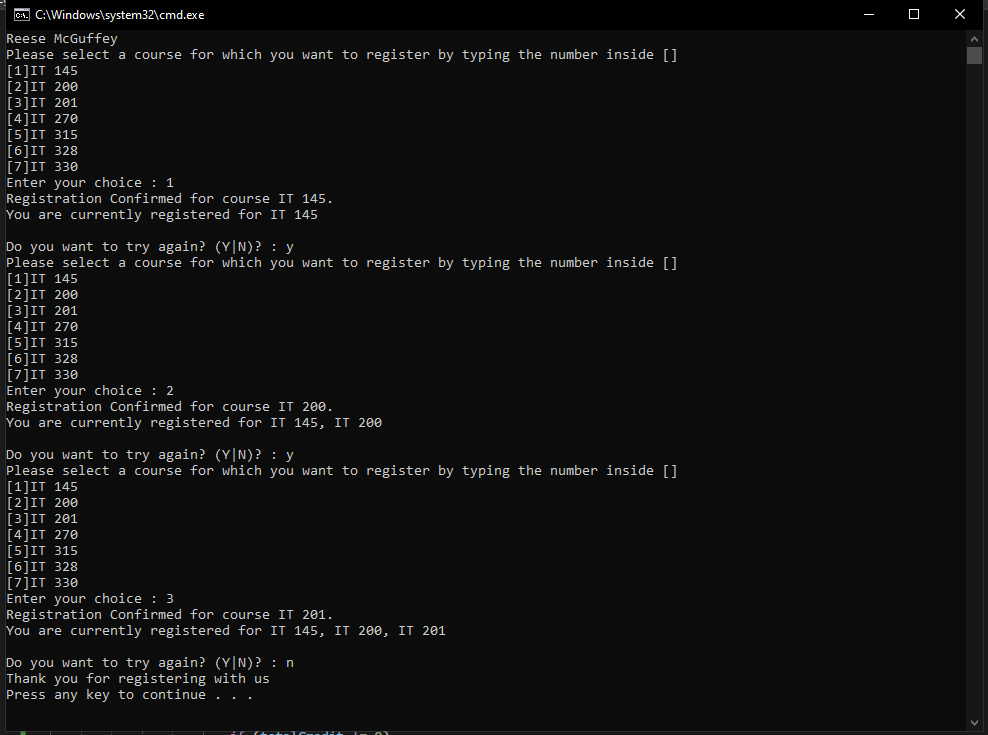 C:\Windows\system32\cmd.exe
Reese McGuffey
Please select a course for which you want to register by typing the number inside []
[1]IT 145
[2]IT 200
[3]IT 201
[4]IT 270
[5]IT 315
[6]IT 328
[7]IT 330
Enter your choice : 1
Registration Confirmed for course IT 145.
You are currently registered for IT 145
Do you want to try again? (Y|N)? : y
Please select a course for which you want to register by typing the number inside []
[1]IT 145
[2]IT 200
[3]IT 201
[4]IT 270
[5]IT 315
[6]IT 328
[7]IT 330
Enter your choice : 2
Registration Confirmed for course IT 200.
You are currently registered for IT 145, IT 200
Do you want to try again? (Y|N)? : y
Please select a course for which you want to register by typing the number inside []
[1]IT 145
[2]IT 200
[3]IT 201
[4]IT 270
[5]IT 315
[6]IT 328
[7]IT 330
Enter your choice : 3
Registration Confirmed for course IT 201.
You are currently registered for IT 145, IT 200, IT 201
Do you want to try again? (Y|N)? : n
Thank you for registering with us
Press any key to continue . . .